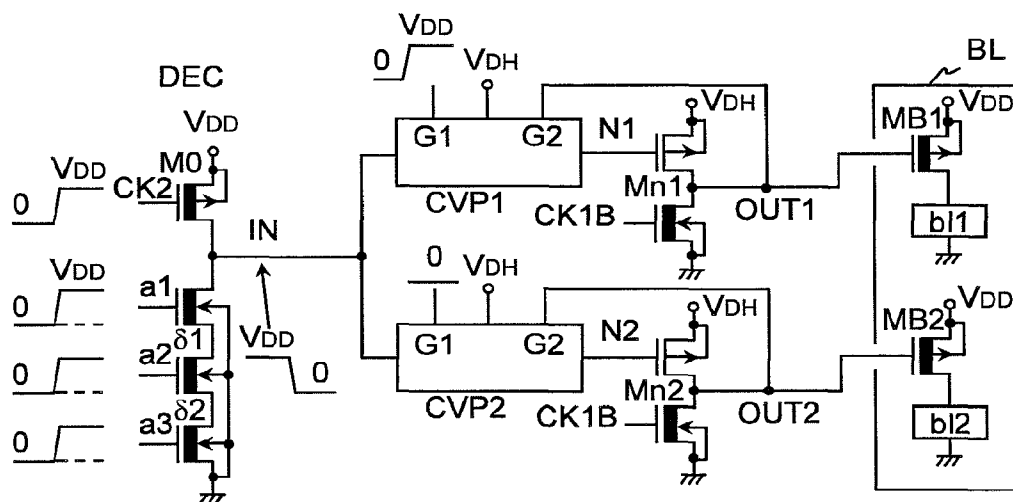 VDD
0
VDH
BL
DEC
VDD
M0
VDD
0
CK2
IN
G1
G2
CVP1
N1
VDH
Mn1
CK1B
OUT1
MB1
VDD
bl1
VDD
0
a1
δ1
a2
δ2
a3
0
0
VDD
0
0
VDH
G1
G2
CVP2
N2
VDH
Mn2
CK1B
OUT2
MB2
VDD
bl2